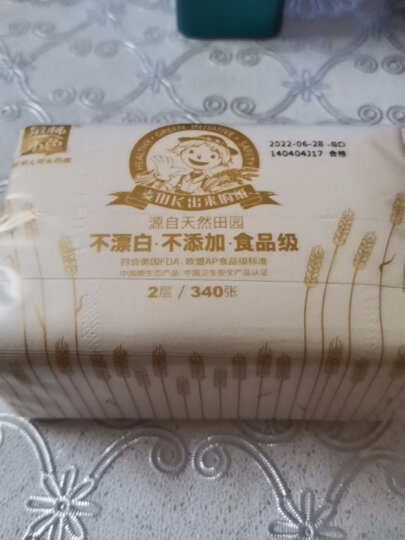 泉林
本色
HEALTHY · GREEN INITIATIVE · SAFETY
2022-06-28
140404J17 合格
麦田长出来的纸
源自天然田园
不漂白·不添加·食品级
符合美国FDA、欧盟AP食品级标准
中国原生态产品、中国卫生安全产品认证
2层/340张